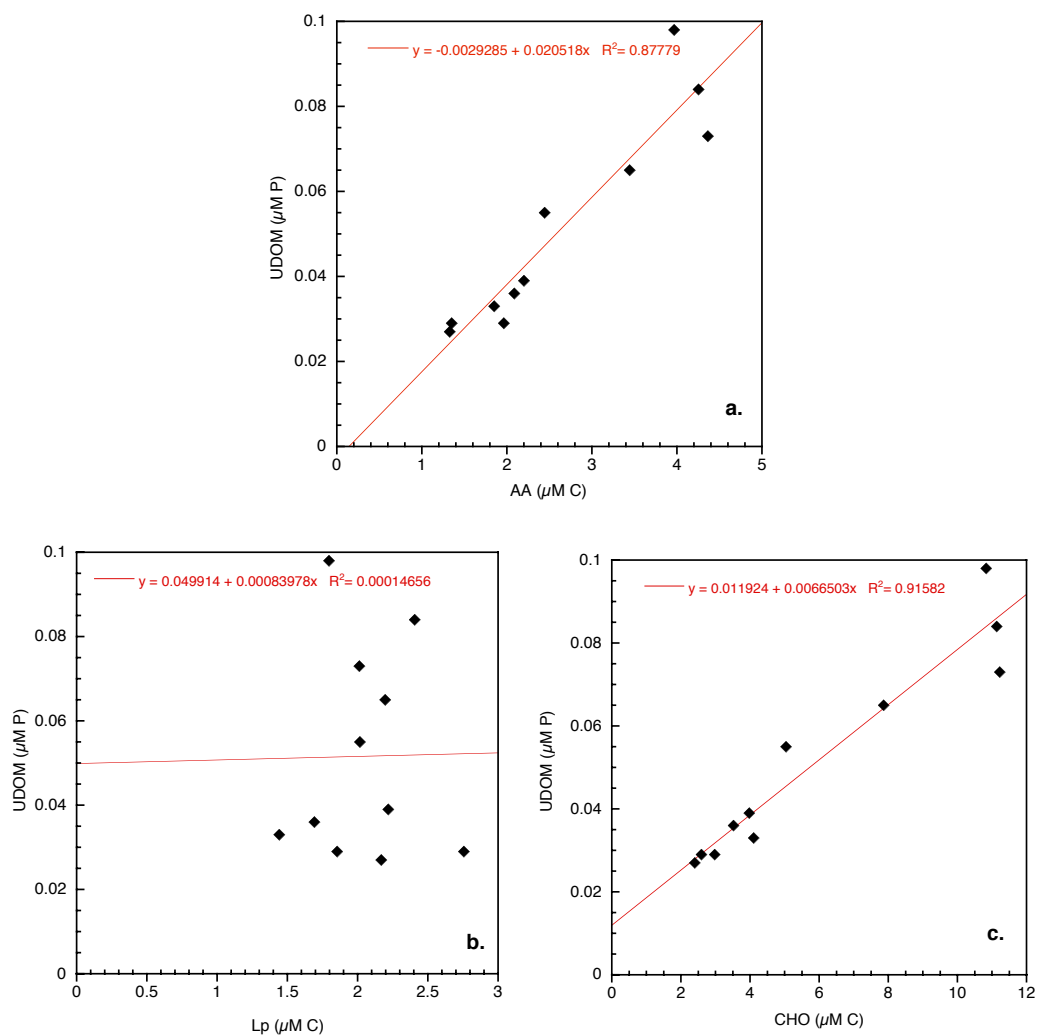 0.1
y = -0.0029285 + 0.020518x R²= 0.87779
0.08
0.06
UDOM (µM P)
0.04
0.02
a.
0
0 1 2 3 4 5
AA (µM C)
0.1
y = 0.049914 + 0.00083978x R²= 0.00014656
0.08
0.06
UDOM (µM P)
0.04
0.02
b.
0
0 0.5 1 1.5 2 2.5 3
Lp (µM C)
0.1
y = 0.011924 + 0.0066503x R²= 0.91582
0.08
0.06
UDOM (µM P)
0.04
0.02
c.
0
0 2 4 6 8 10 12
CHO (µM C)